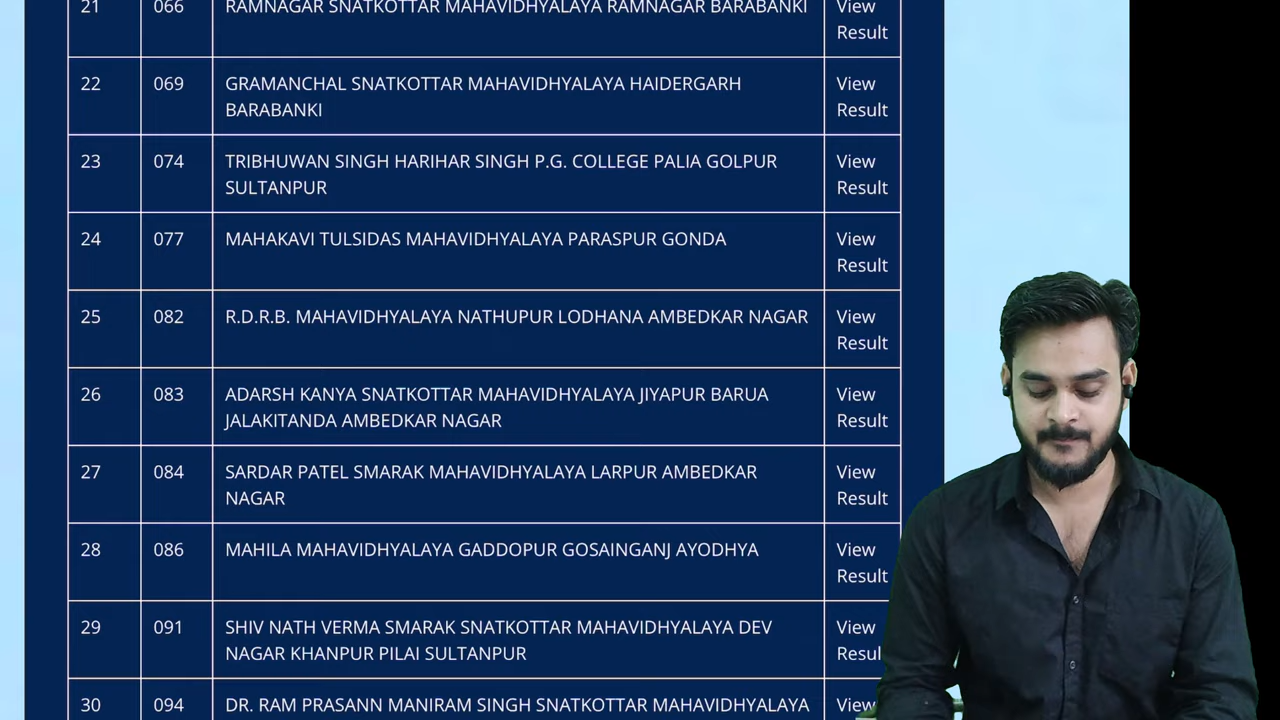 21 066 RAMNAGAR SNATKOTTAR MAHAVIDHYALAYA RAMNAGAR BARABANKI View
Result
22 069 GRAMANCHAL SNATKOTTAR MAHAVIDHYALAYA HAIDERGARH View
BARABANKI Result
23 074 TRIBHUWAN SINGH HARIHAR SINGH P.G. COLLEGE PALIA GOLPUR View
SULTANPUR Result
24 077 MAHAKAVI TULSIDAS MAHAVIDHYALAYA PARASPUR GONDA View
Result
25 082 R.D.R.B. MAHAVIDHYALAYA NATHUPUR LODHANA AMBEDKAR NAGAR View
Result
26 083 ADARSH KANYA SNATKOTTAR MAHAVIDHYALAYA JIYAPUR BARUA View
JALAKITANDA AMBEDKAR NAGAR Result
27 084 SARDAR PATEL SMARAK MAHAVIDHYALAYA LARPUR AMBEDKAR View
NAGAR Result
28 086 MAHILA MAHAVIDHYALAYA GADDOPUR GOSAINGANJ AYODHYA View
Result
29 091 SHIV NATH VERMA SMARAK SNATKOTTAR MAHAVIDHYALAYA DEV View
NAGAR KHANPUR PILAI SULTANPUR Result
30 094 DR. RAM PRASANN MANIRAM SINGH SNATKOTTAR MAHAVIDHYALAYA View